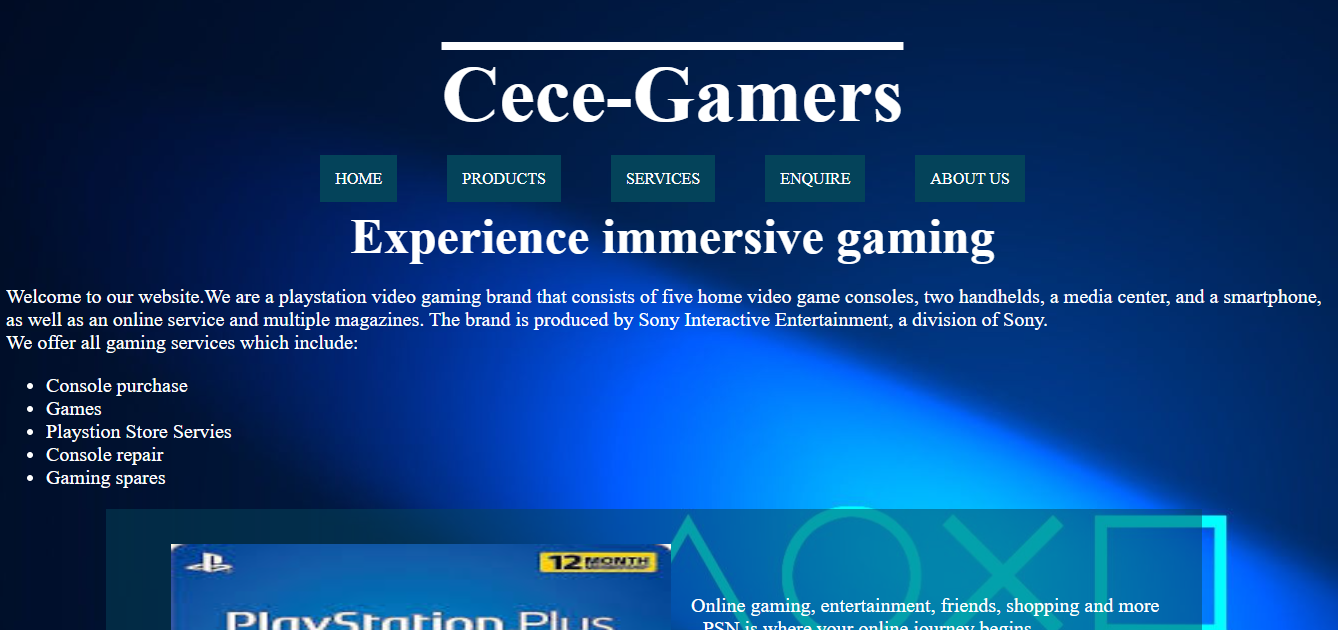 Cece-Gamers
HOME PRODUCTS SERVICES ENQUIRE ABOUT US
Experience immersive gaming
Welcome to our website.We are a playstation video gaming brand that consists of five home video game consoles, two handhelds, a media center, and a smartphone,
as well as an online service and multiple magazines. The brand is produced by Sony Interactive Entertainment, a division of Sony.
We offer all gaming services which include:
Console purchase
Games
Playstion Store Servies
Console repair
Gaming spares
12 MONTH
PlayStation Plus
Online gaming, entertainment, friends, shopping and more
PSN is where your online journey begins